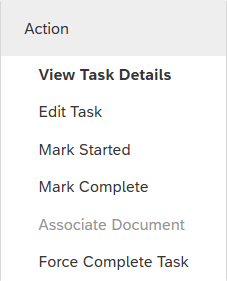 Action
View Task Details
Edit Task
Mark Started
Mark Complete
Associate Document
Force Complete Task